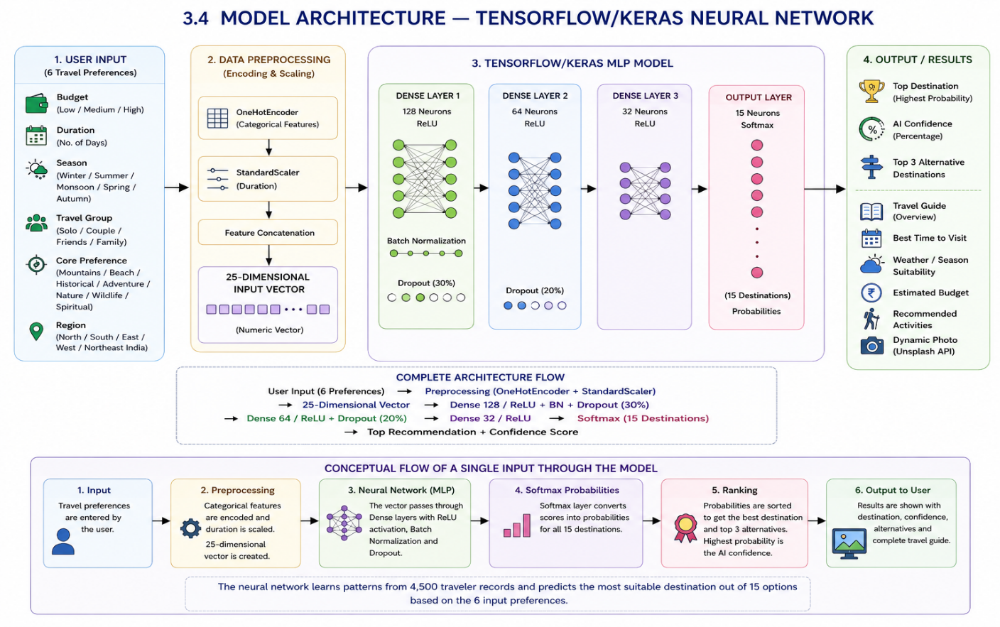 3.4 MODEL ARCHITECTURE — TENSORFLOW/KERAS NEURAL NETWORK
1. USER INPUT
(6 Travel Preferences)
Budget
(Low / Medium / High)
Duration
(No. of Days)
Season
(Winter / Summer /
Monsoon / Spring /
Autumn)
Travel Group
(Solo / Couple /
Friends / Family)
Core Preference
(Mountains / Beach /
Historical / Adventure /
Nature / Wildlife /
Spiritual)
Region
(North / South / East /
West / Northeast India)
2. DATA PREPROCESSING
(Encoding & Scaling)
OneHotEncoder
(Categorical Features)
StandardScaler
(Duration)
Feature Concatenation
25-DIMENSIONAL
INPUT VECTOR
(Numeric Vector)
3. TENSORFLOW/KERAS MLP MODEL
DENSE LAYER 1
128 Neurons
ReLU
Batch Normalization
Dropout (30%)
DENSE LAYER 2
64 Neurons
ReLU
Dropout (20%)
DENSE LAYER 3
32 Neurons
ReLU
OUTPUT LAYER
15 Neurons
Softmax
(15 Destinations)
Probabilities
4. OUTPUT / RESULTS
Top Destination
(Highest Probability)
%
AI Confidence
(Percentage)
Top 3 Alternative
Destinations
Travel Guide
(Overview)
Best Time to Visit
Weather / Season
Suitability
₹
Estimated Budget
Recommended
Activities
Dynamic Photo
(Unsplash API)
COMPLETE ARCHITECTURE FLOW
User Input (6 Preferences) → Preprocessing (OneHotEncoder + StandardScaler)
→ 25-Dimensional Vector → Dense 128 / ReLU + BN + Dropout (30%)
→ Dense 64 / ReLU + Dropout (20%) → Dense 32 / ReLU → Softmax (15 Destinations)
→ Top Recommendation + Confidence Score
CONCEPTUAL FLOW OF A SINGLE INPUT THROUGH THE MODEL
1. Input
Travel preferences
are entered by
the user.
2. Preprocessing
Categorical features
are encoded and
duration is scaled.
25-dimensional
vector is created.
3. Neural Network (MLP)
The vector passes through
Dense layers with ReLU
activation, Batch
Normalization and
Dropout.
4. Softmax Probabilities
Softmax layer converts
scores into probabilities
for all 15 destinations.
5. Ranking
Probabilities are sorted
to get the best destination
and top 3 alternatives.
Highest probability is
the AI confidence.
6. Output to User
Results are shown with
destination, confidence,
alternatives and
complete travel guide.
The neural network learns patterns from 4,500 traveler records and predicts the most suitable destination out of 15 options
based on the 6 input preferences.